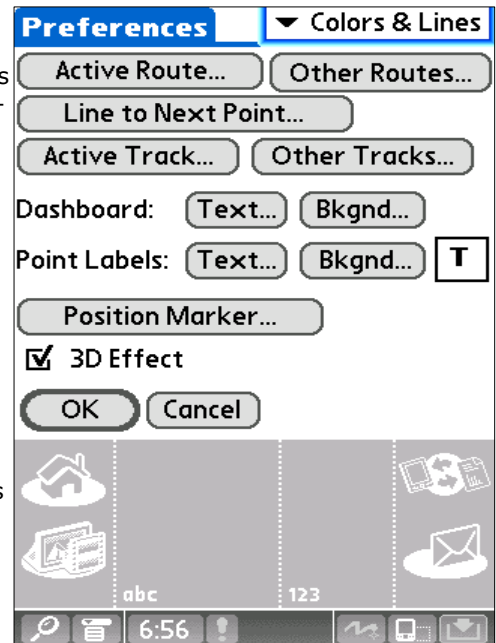 Preferences
Colors & Lines
s
Active Route...
Other Routes...
Line to Next Point...
Active Track...
Other Tracks...
Dashboard:
Text...
Bkgnd...
Point Labels:
Text...
Bkgnd...
T
Position Marker...
3D Effect
OK
Cancel
s
abc
123
6:56